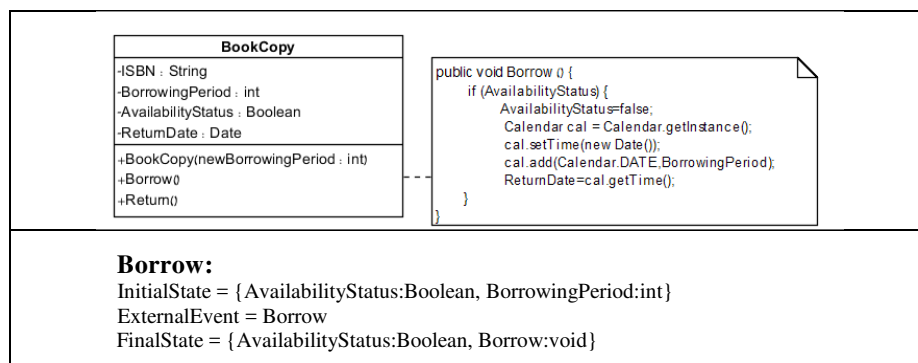 BookCopy
-ISBN : String
-BorrowingPeriod : int
-AvailabilityStatus : Boolean
-ReturnDate : Date
+BookCopy(newBorrowingPeriod : int)
+Borrow()
+Return()
public void Borrow () {
if (AvailabilityStatus) {
AvailabilityStatus=false;
Calendar cal = Calendar.getInstance();
cal.setTime(new Date());
cal.add(Calendar.DATE,BorrowingPeriod);
ReturnDate=cal.getTime();
}
}
Borrow:
InitialState = {AvailabilityStatus:Boolean, BorrowingPeriod:int}
ExternalEvent = Borrow
FinalState = {AvailabilityStatus:Boolean, Borrow:void}